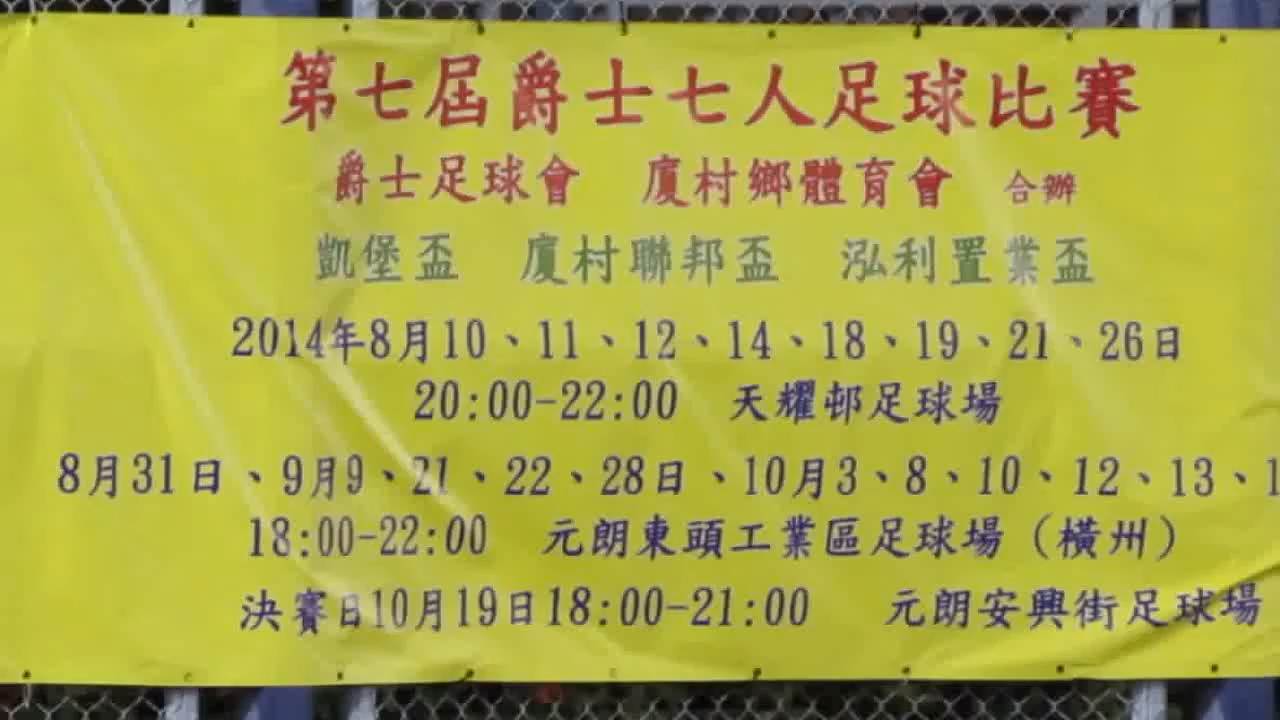 第七屆爵士七人足球比賽
爵士足球會 廈村鄉體育會 合辦
凱堡盃 廈村聯邦盃 泓利置業盃
2014年8月10、11、12、14、18、19、21、26日
20:00-22:00 天耀邨足球場
8月31日、9月9、21、22、28日、10月3、8、10、12、13、1
18:00-22:00 元朗東頭工業區足球場（橫州）
決賽日10月19日18:00-21:00 元朗安興街足球場